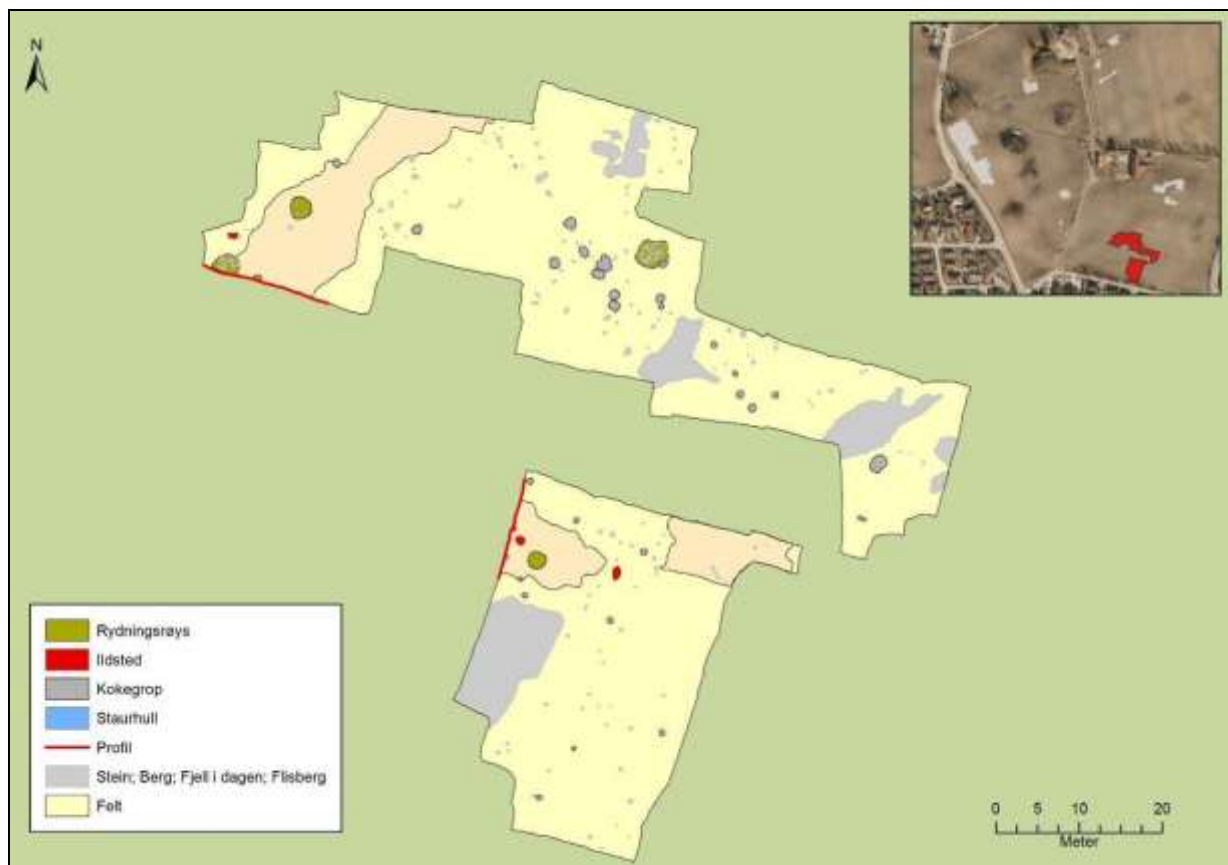 N
Rydningsrøys
Ildsted
Kokegrop
Staurhull
Profil
Stein; Berg; Fjell i dagen; Flisberg
Felt
0 5 10 20
Meter